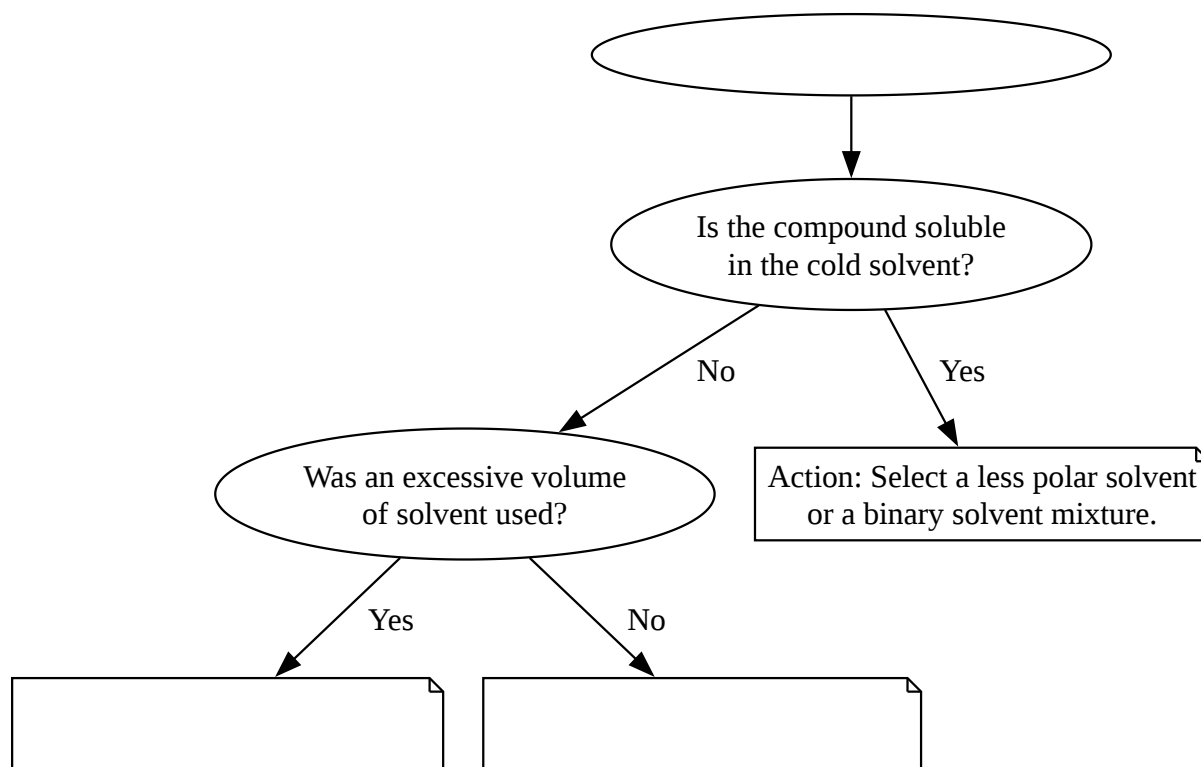 Is the compound soluble
in the cold solvent?
No
Yes
Was an excessive volume
of solvent used?
Action: Select a less polar solvent
or a binary solvent mixture.
Yes
No